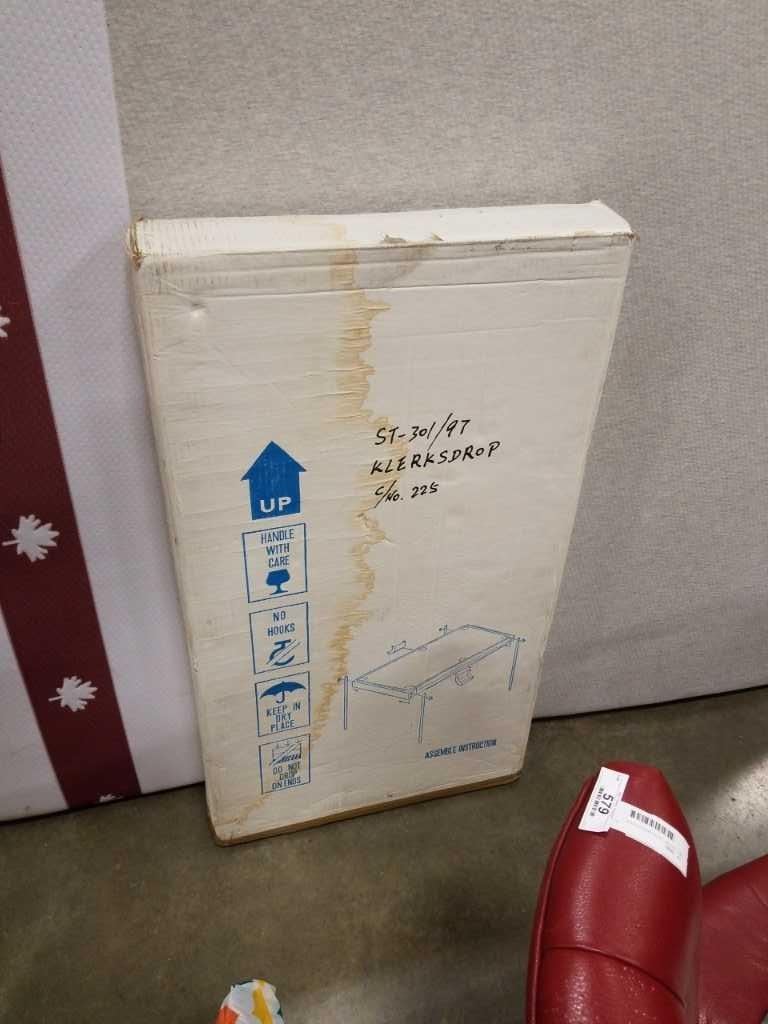 ST-301/97
KLERKSDROP
C/No. 225
UP
HANDLE
WITH
CARE
NO
HOOKS
KEEP IN
DRY
PLACE
DO NOT
DROP
ON ENDS
ASSEMBLE INSTRUCTION
579